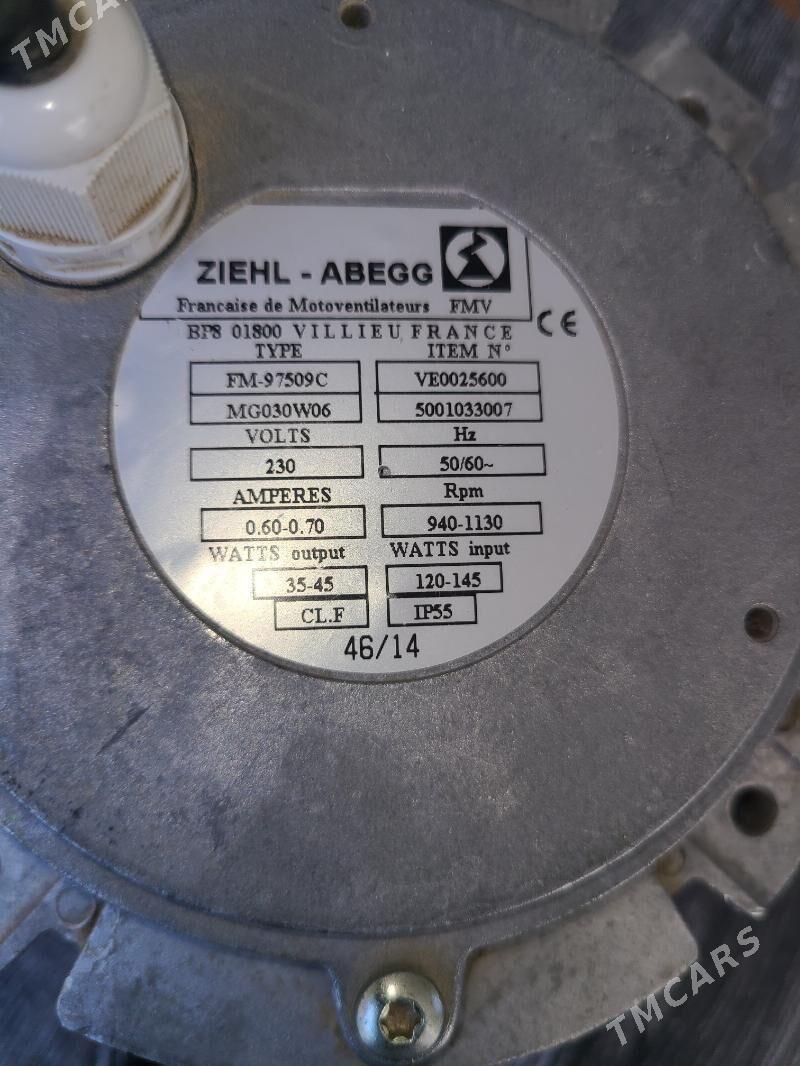 TMCARS
ZIEHL - ABEGG
Francaise de Motoventilateurs FMV
BP8 01800 VILLIEU FRANCE CE
TYPE ITEM N°
FM-97509C VE0025600
MG030W06 5001033007
VOLTS Hz
230 50/60~
AMPERES Rpm
0.60-0.70 940-1130
WATTS output WATTS input
35-45 120-145
CL.F IP55
46/14
TMCARS